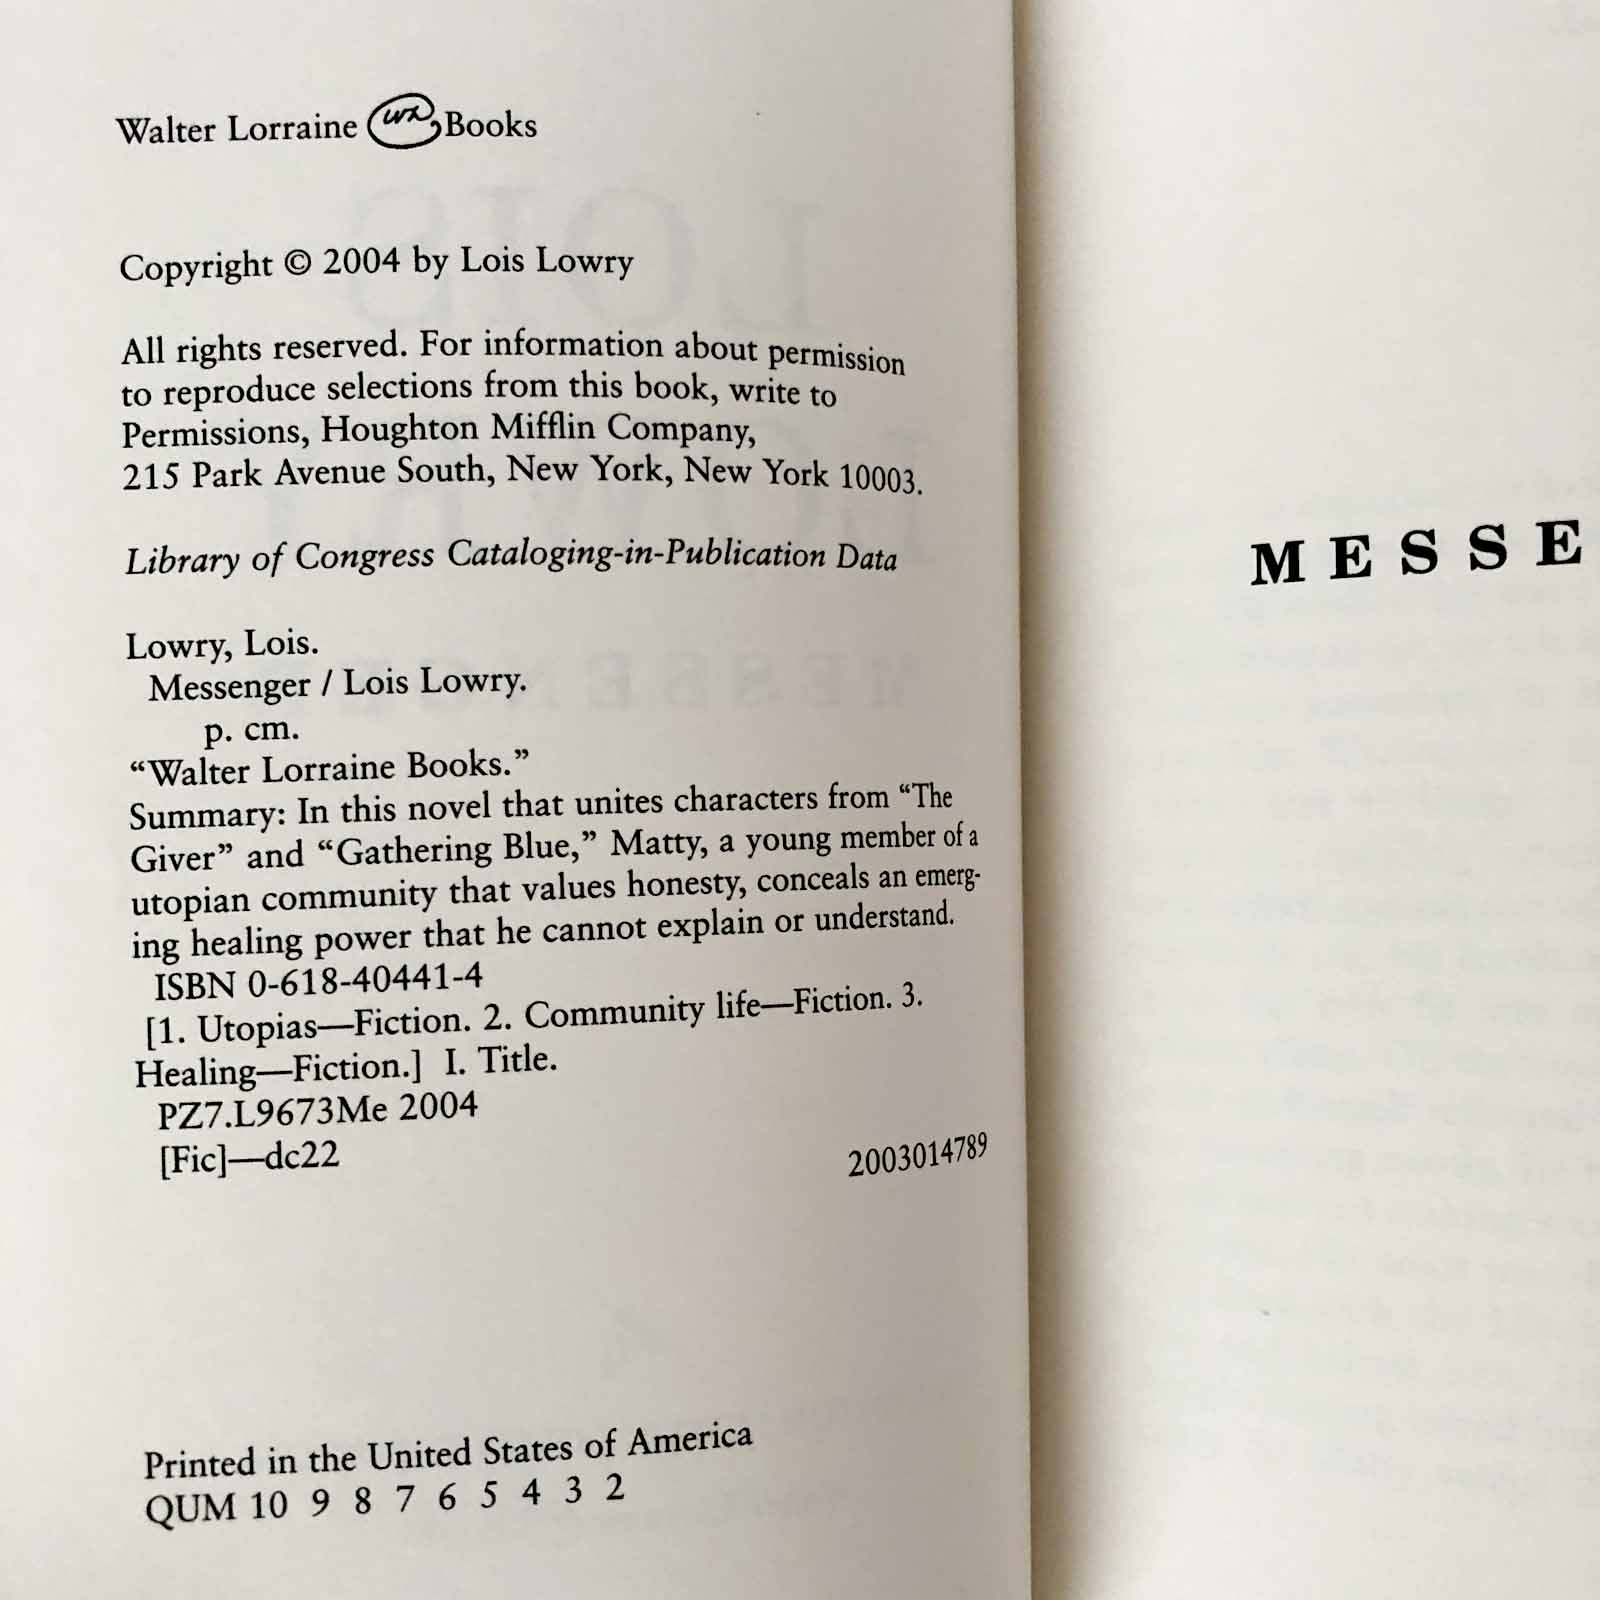 Walter Lorraine wl Books
Copyright © 2004 by Lois Lowry
All rights reserved. For information about permission
to reproduce selections from this book, write to
Permissions, Houghton Mifflin Company,
215 Park Avenue South, New York, New York 10003.
Library of Congress Cataloging-in-Publication Data
Lowry, Lois.
Messenger / Lois Lowry.
p. cm.
“Walter Lorraine Books.”
Summary: In this novel that unites characters from “The
Giver” and “Gathering Blue,” Matty, a young member of a
utopian community that values honesty, conceals an emerg-
ing healing power that he cannot explain or understand.
ISBN 0-618-40441-4
[1. Utopias—Fiction. 2. Community life—Fiction. 3.
Healing—Fiction.] I. Title.
PZ7.L9673Me 2004
[Fic]—dc22
2003014789
Printed in the United States of America
QUM 10 9 8 7 6 5 4 3 2
MESSE